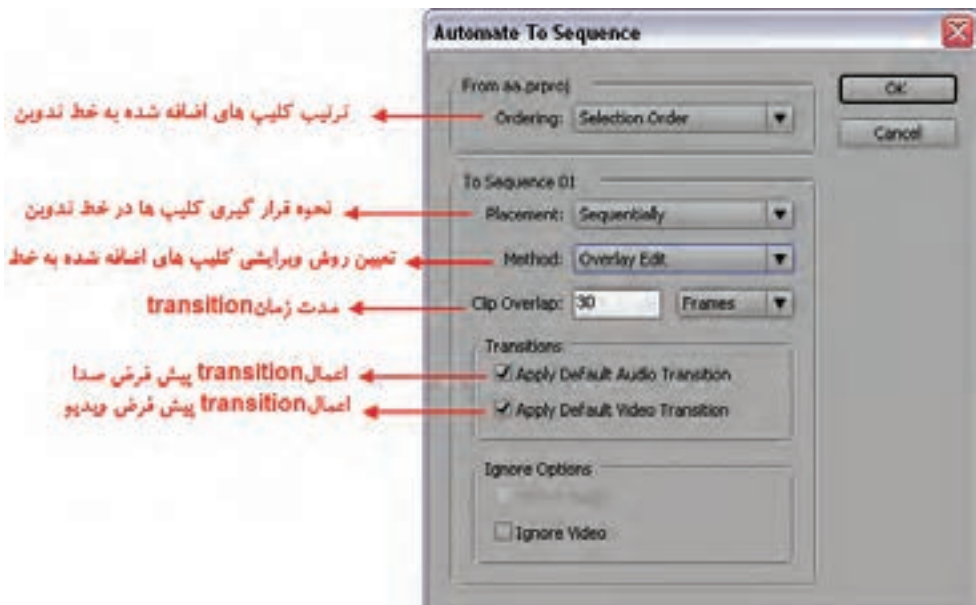 Automate To Sequence
From aa.prproj
OK
ترتیب کلیپ های اضافه شده به خط تدوین
Ordering: Selection Order
Cancel
To Sequence 01
نحوه قرار گیری کلیپ ها در خط تدوین
Placement: Sequentially
تعیین روش ویرایشی کلیپ های اضافه شده به خط
Method: Overlay Edit
مدت زمان transition
Clip Overlap: 30 Frames
Transitions
اعمال transition پیش فرض صدا
Apply Default Audio Transition
اعمال transition پیش فرض ویدیو
Apply Default Video Transition
Ignore Options
Ignore Video